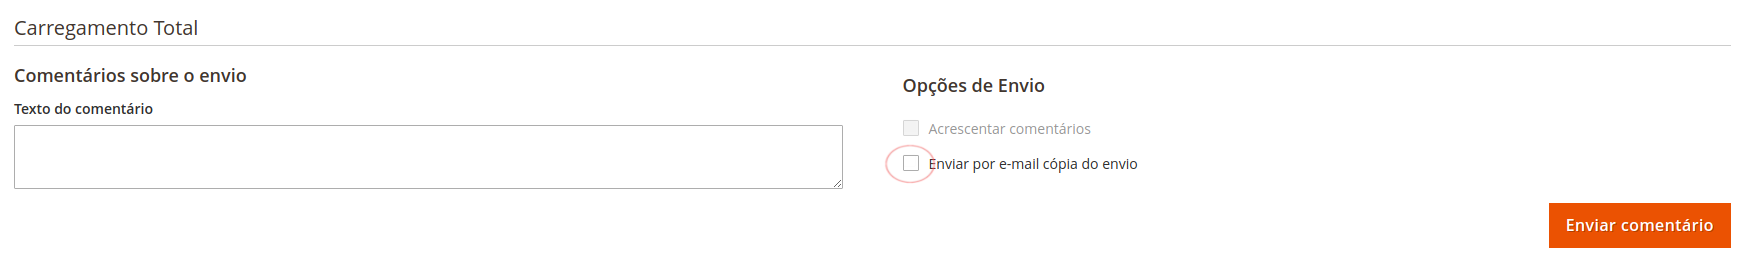 Carregamento Total
Comentários sobre o envio
Texto do comentário
Opções de Envio
Acrescentar comentários
Enviar por e-mail cópia do envio
Enviar comentário